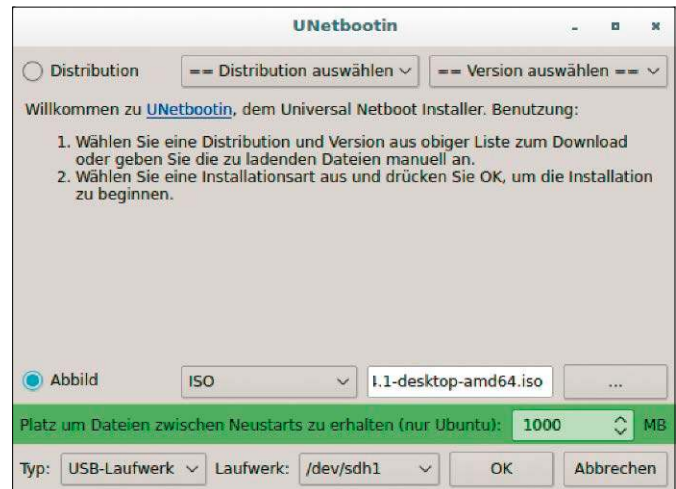 UNetbootin
Distribution == Distribution auswählen == Version auswählen ==
Willkommen zu UNetbootin, dem Universal Netboot Installer. Benutzung:
1. Wählen Sie eine Distribution und Version aus obiger Liste zum Download
oder geben Sie die zu ladenden Dateien manuell an.
2. Wählen Sie eine Installationsart aus und drücken Sie OK, um die Installation
zu beginnen.
Abbild ISO 4.1-desktop-amd64.iso ...
Platz um Dateien zwischen Neustarts zu erhalten (nur Ubuntu): 1000 MB
Typ: USB-Laufwerk Laufwerk: /dev/sdh1 OK Abbrechen